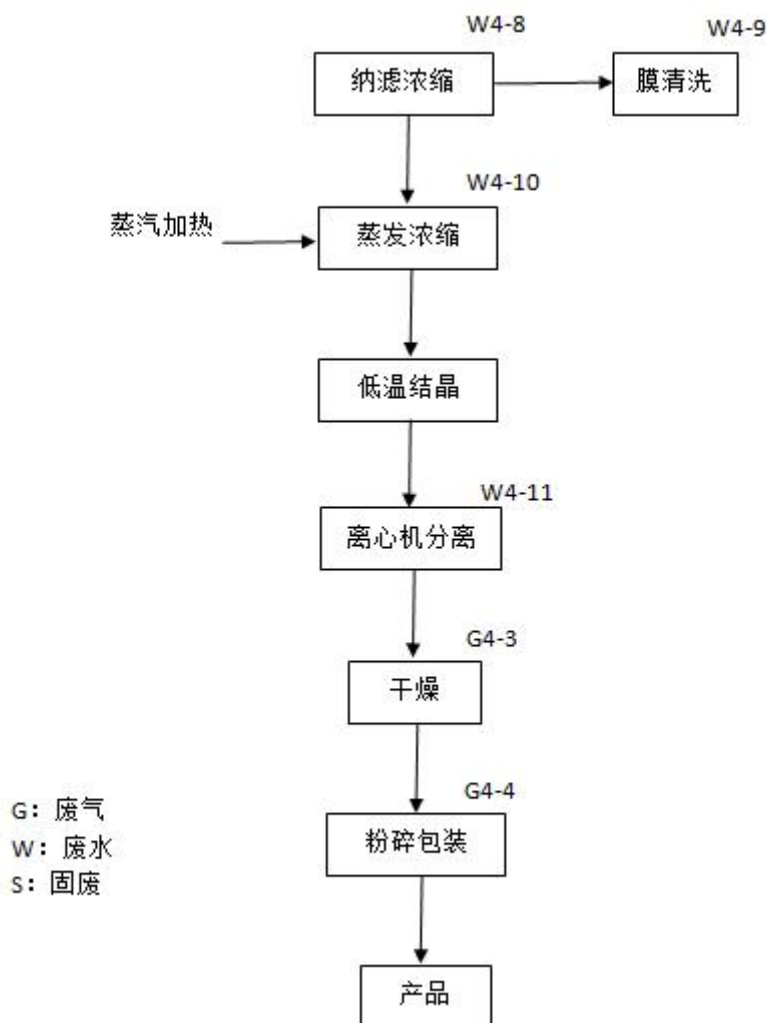 W4-8
W4-9
纳滤浓缩
膜清洗
W4-10
蒸汽加热
蒸发浓缩
低温结晶
W4-11
离心机分离
G4-3
干燥
G4-4
G：废气
粉碎包装
W：废水
S：固废
产品